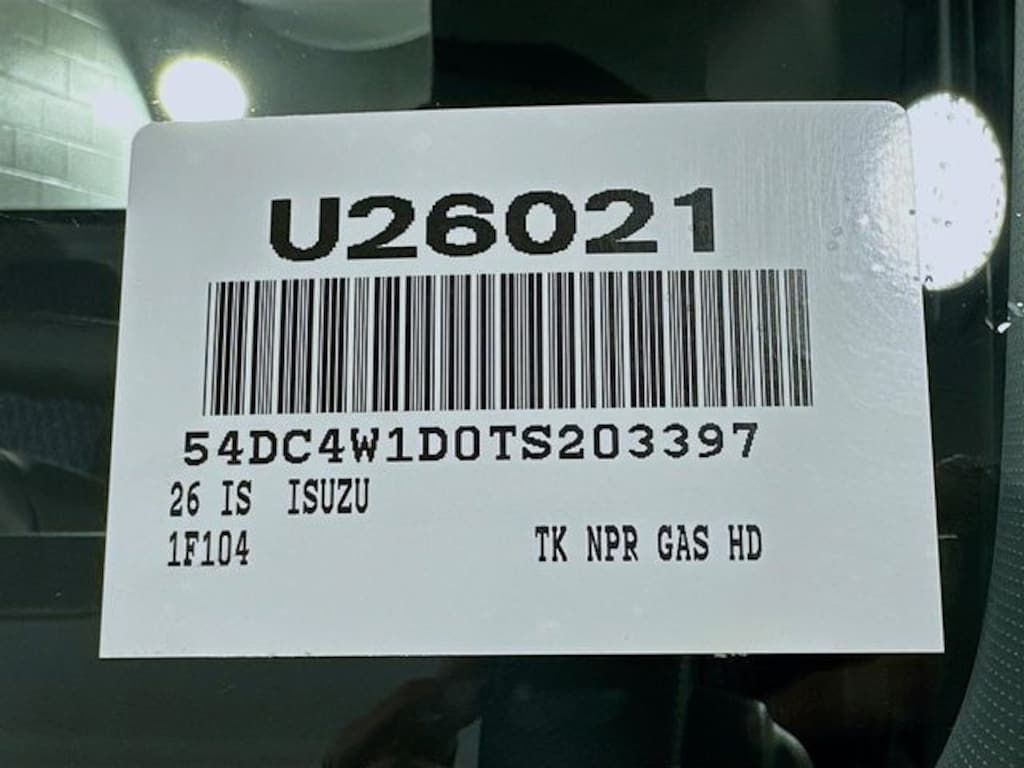 U26021
54DC4W1D0TS203397
26 IS ISUZU
1F104 TK NPR GAS HD